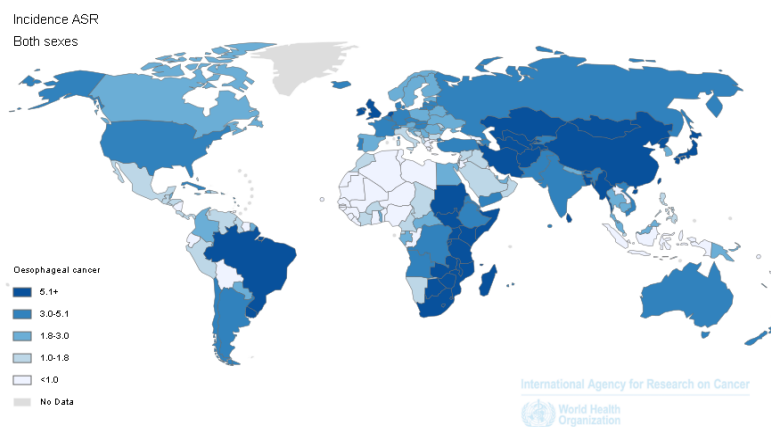 Incidence ASR
Both sexes
Oesophageal cancer
5.1+
3.0-5.1
1.8-3.0
1.0-1.8
<1.0
No Data
International Agency for Research on Cancer
World Health
Organization